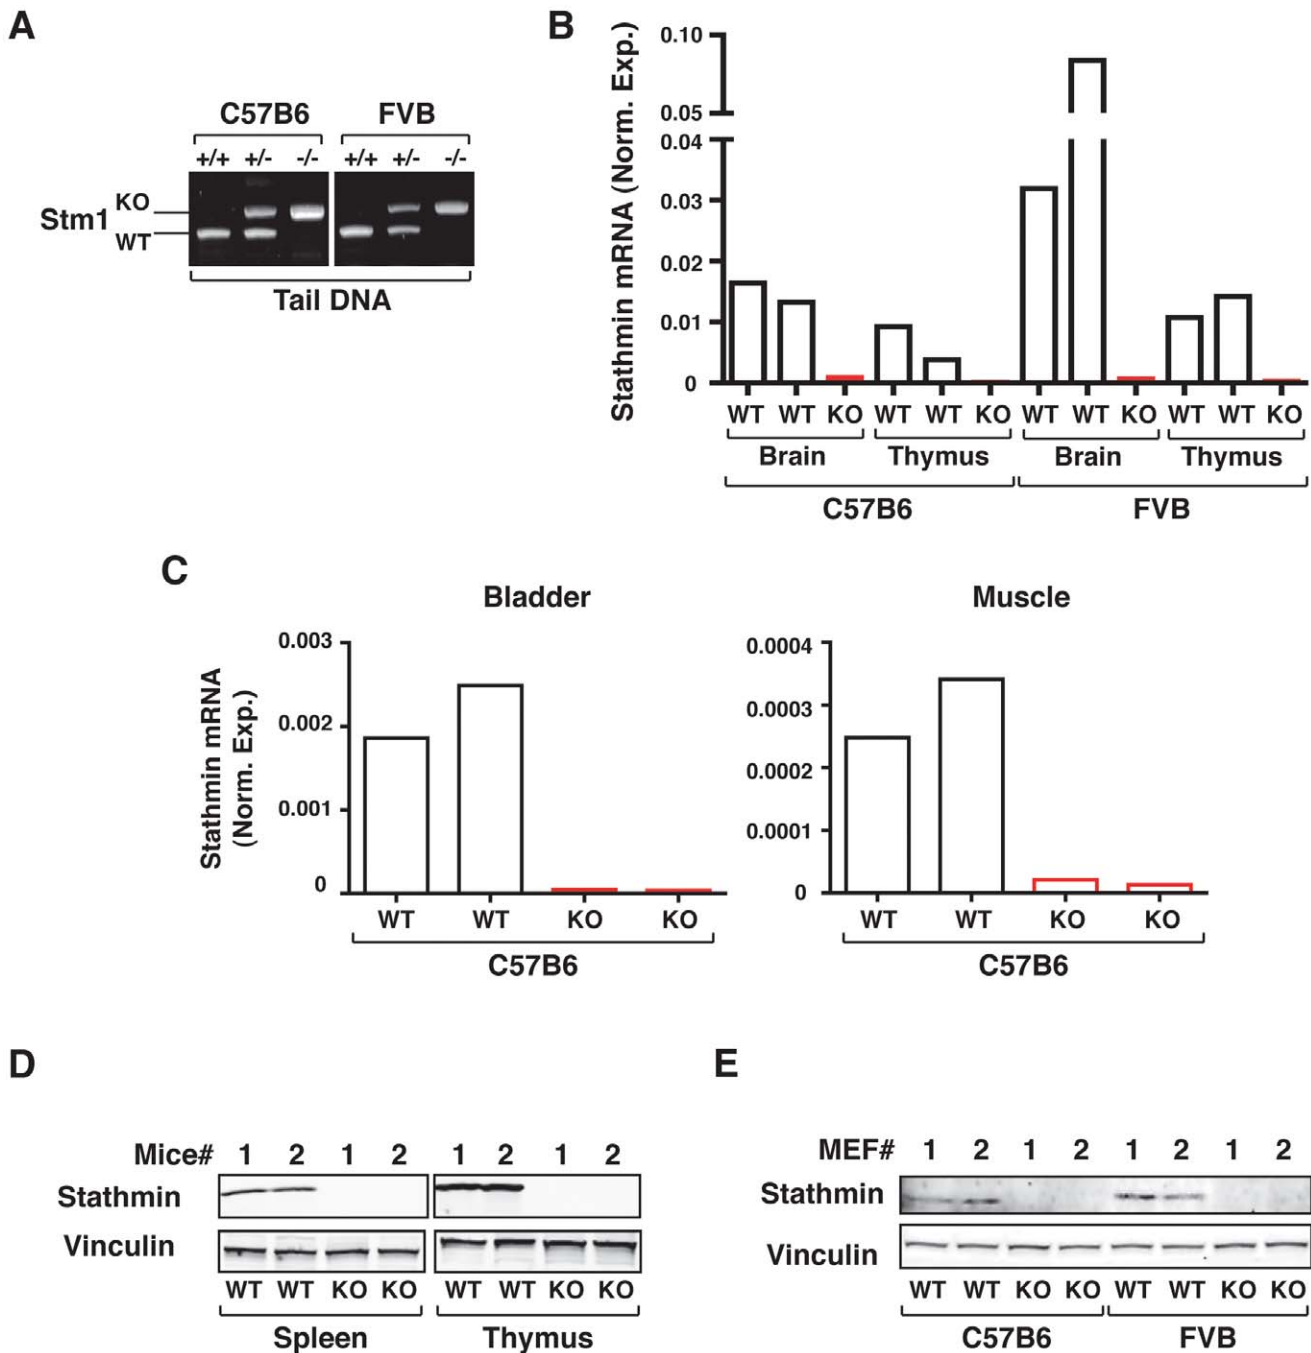 A
C57B6 FVB
+/+ +/- -/- +/+ +/- -/-
Stm1
KO
WT
Tail DNA
B
Stathmin mRNA (Norm. Exp.)
0.10
0.05
0.04
0.03
0.02
0.01
0
WT WT KO WT WT KO WT WT KO WT WT KO
Brain Thymus Brain Thymus
C57B6 FVB
C
Bladder
Stathmin mRNA
(Norm. Exp.)
0.003
0.002
0.001
0
WT WT KO KO
C57B6
Muscle
0.0004
0.0003
0.0002
0.0001
0
WT WT KO KO
C57B6
D
Mice# 1 2 1 2 1 2 1 2
Stathmin
Vinculin
WT WT KO KO WT WT KO KO
Spleen Thymus
E
MEF# 1 2 1 2 1 2 1 2
Stathmin
Vinculin
WT WT KO KO WT WT KO KO
C57B6 FVB